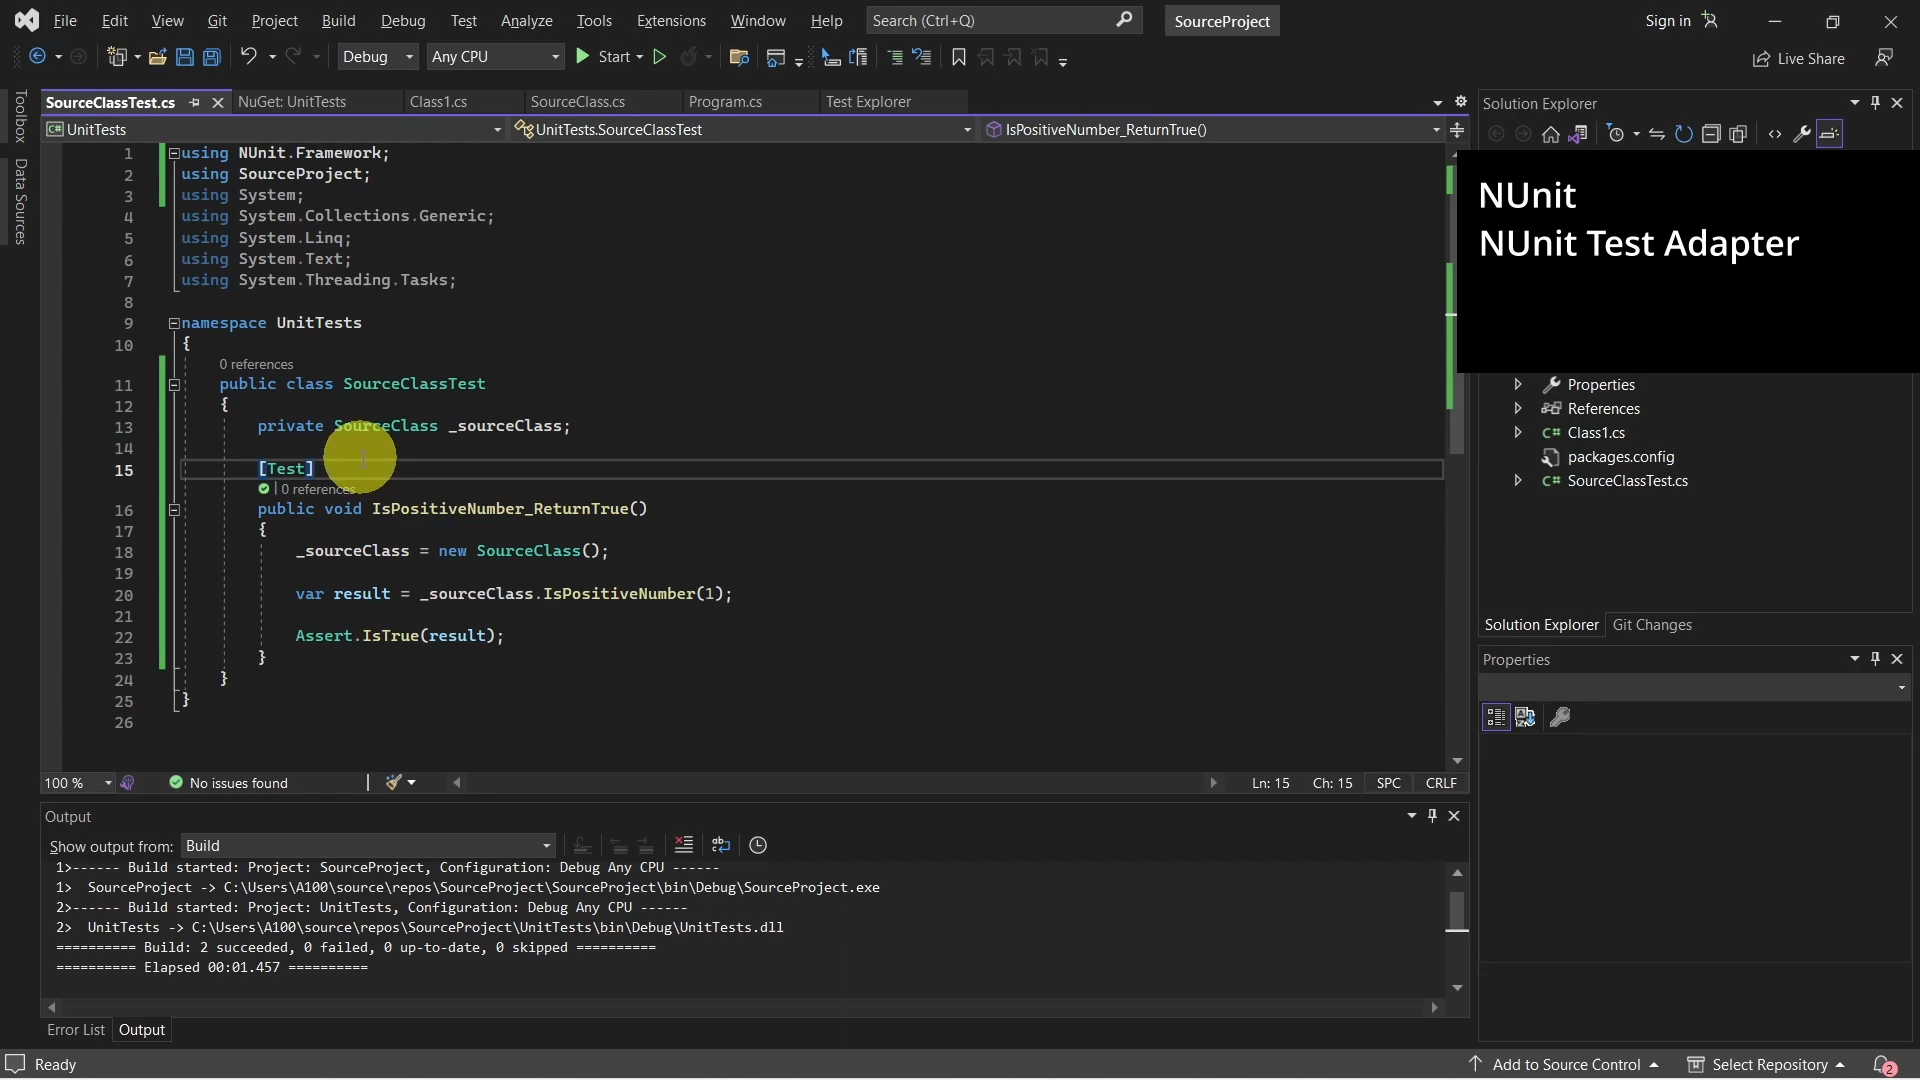 File Edit View Git Project Build Debug Test Analyze Tools Extensions Window Help Search (Ctrl+Q) SourceProject Sign in
Debug Any CPU Start Live Share
Toolbox
Data Sources
SourceClassTest.cs NuGet: UnitTests Class1.cs SourceClass.cs Program.cs Test Explorer
UnitTests UnitTests.SourceClassTest IsPositiveNumber_ReturnTrue()
1 using NUnit.Framework;
2 using SourceProject;
3 using System;
4 using System.Collections.Generic;
5 using System.Linq;
6 using System.Text;
7 using System.Threading.Tasks;
8
9 namespace UnitTests
10 {
0 references
11 public class SourceClassTest
12 {
13 private SourceClass _sourceClass;
14
15 [Test]
| 0 references
16 public void IsPositiveNumber_ReturnTrue()
17 {
18 _sourceClass = new SourceClass();
19
20 var result = _sourceClass.IsPositiveNumber(1);
21
22 Assert.IsTrue(result);
23 }
24 }
25 }
26
100 % No issues found Ln: 15 Ch: 15 SPC CRLF
Output
Show output from: Build
1>------ Build started: Project: SourceProject, Configuration: Debug Any CPU ------
1> SourceProject -> C:\Users\A100\source\repos\SourceProject\SourceProject\bin\Debug\SourceProject.exe
2>------ Build started: Project: UnitTests, Configuration: Debug Any CPU ------
2> UnitTests -> C:\Users\A100\source\repos\SourceProject\UnitTests\bin\Debug\UnitTests.dll
========== Build: 2 succeeded, 0 failed, 0 up-to-date, 0 skipped ==========
========== Elapsed 00:01.457 ==========
Error List Output
Solution Explorer
NUnit
NUnit Test Adapter
Properties
References
C# Class1.cs
packages.config
C# SourceClassTest.cs
Solution Explorer Git Changes
Properties
Ready Add to Source Control Select Repository 2